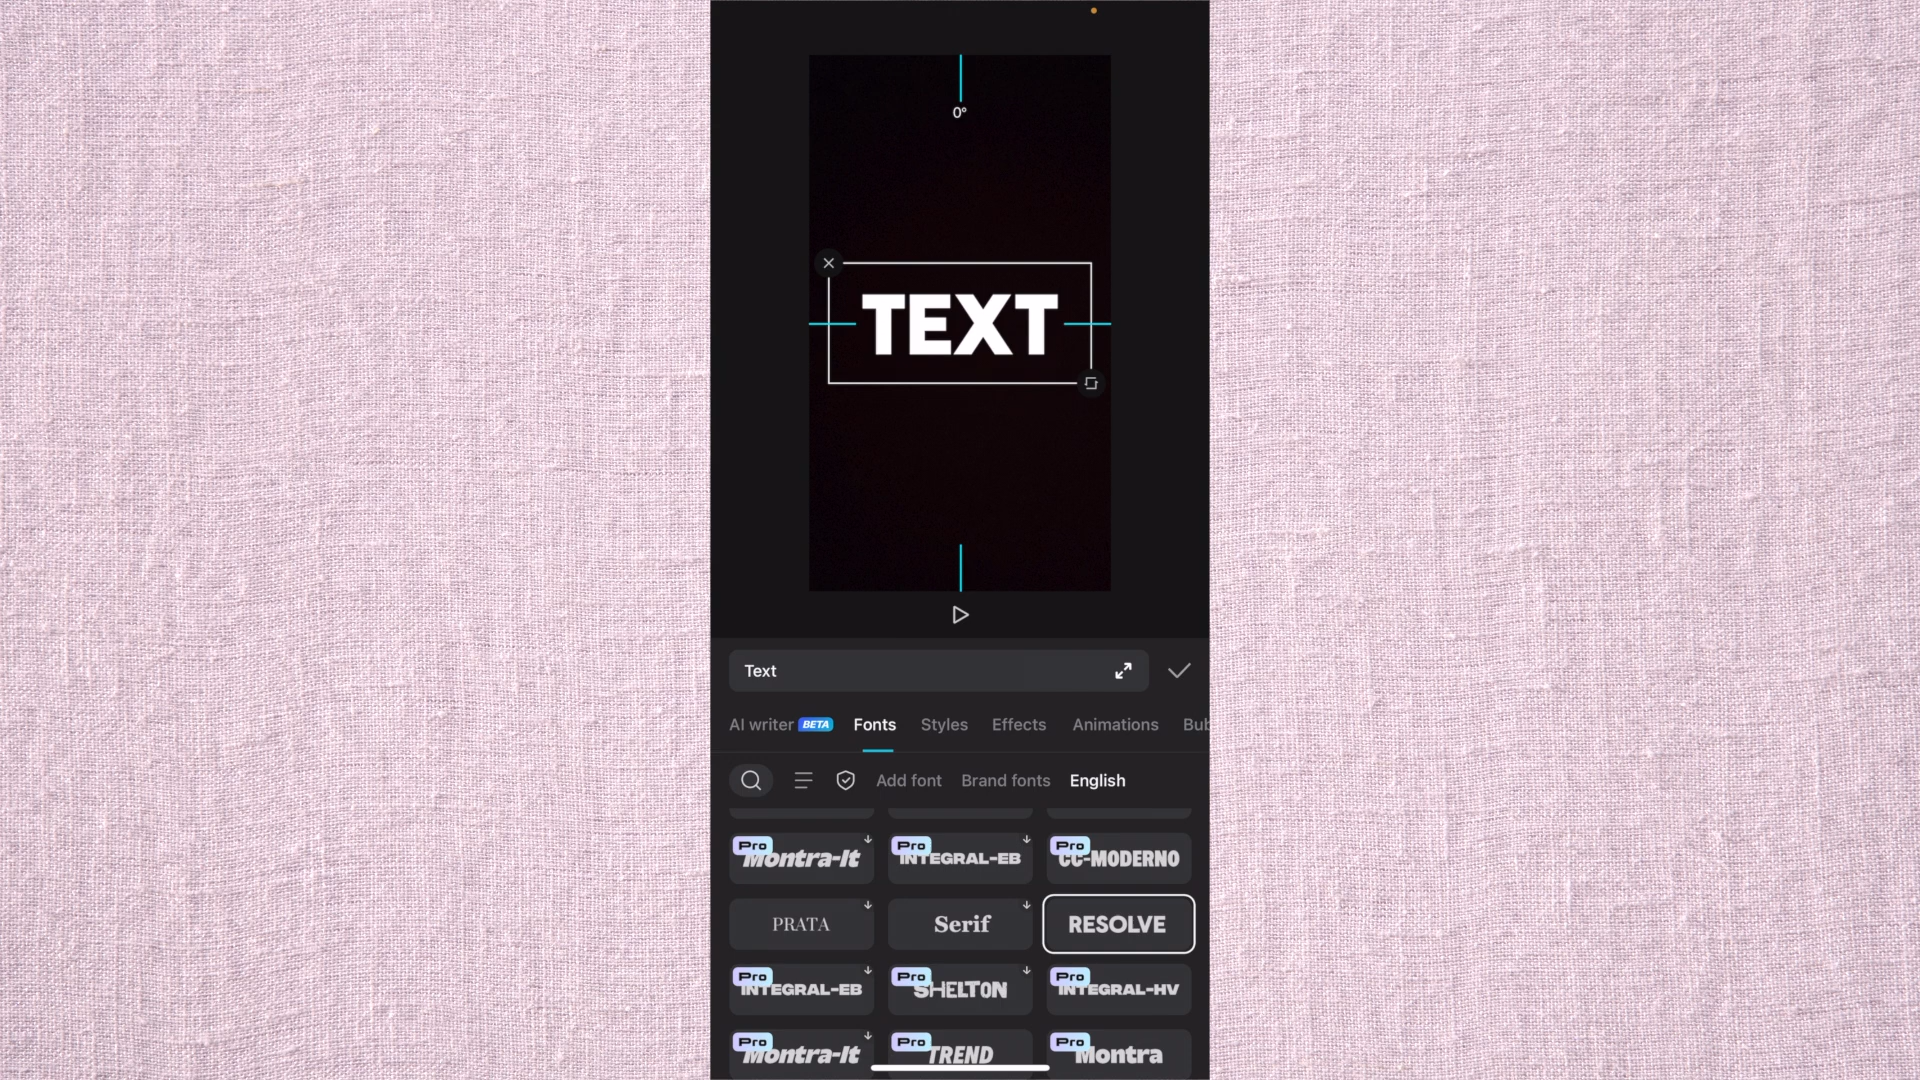 0°
TEXT
Text
AI writer BETA Fonts Styles Effects Animations Bub
Add font Brand fonts English
Pro Montra-It Pro INTEGRAL-EB Pro CC-MODERNO
PRATA Serif RESOLVE
Pro INTEGRAL-EB Pro SHELTON Pro INTEGRAL-HV
Pro Montra-It Pro TREND Pro Montra